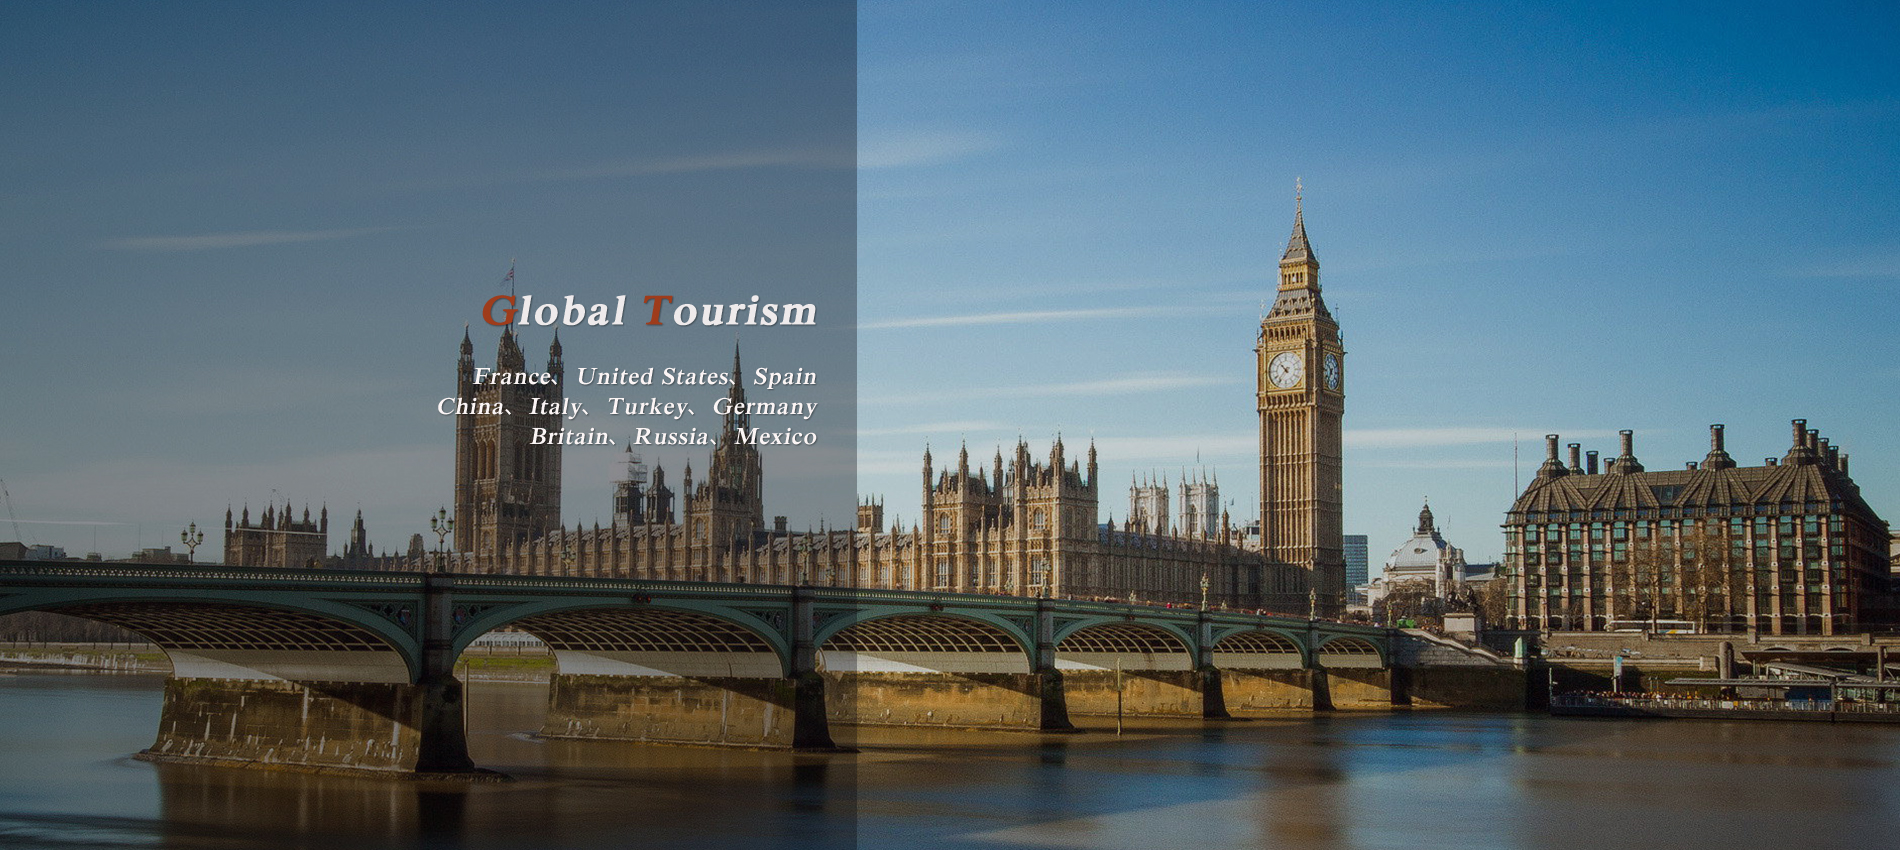 Global Tourism
France、United States、Spain
China、Italy、Turkey、Germany
Britain、Russia、Mexico